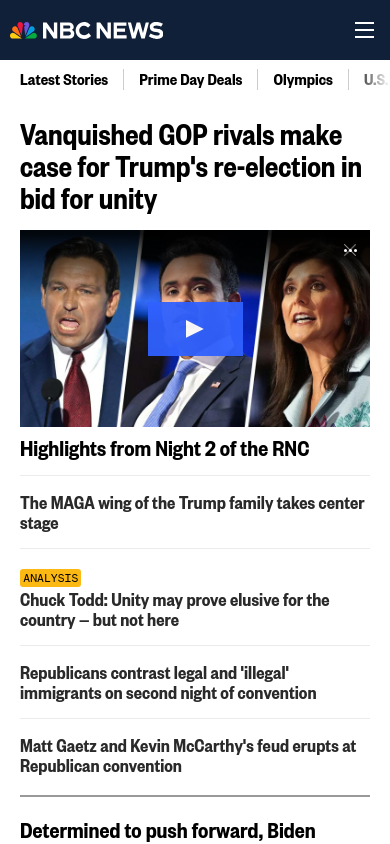 NBC NEWS
Latest Stories
Prime Day Deals
Olympics
U.S.
Vanquished GOP rivals make
case for Trump's re-election in
bid for unity
Highlights from Night 2 of the RNC
The MAGA wing of the Trump family takes center
stage
ANALYSIS
Chuck Todd: Unity may prove elusive for the
country – but not here
Republicans contrast legal and 'illegal'
immigrants on second night of convention
Matt Gaetz and Kevin McCarthy's feud erupts at
Republican convention
Determined to push forward, Biden